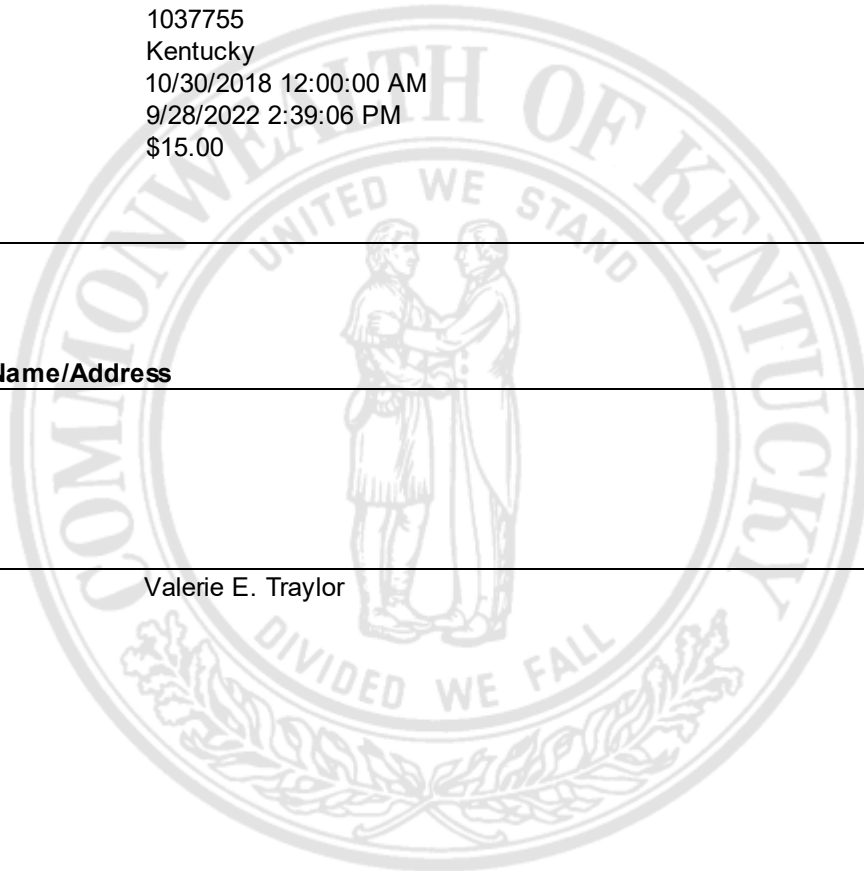 1037755
Kentucky
10/30/2018 12:00:00 AM
9/28/2022 2:39:06 PM
$15.00
COMMONWEALTH OF KENTUCKY
UNITED WE STAND
Name/Address
Valerie E. Traylor
DIVIDED WE FALL